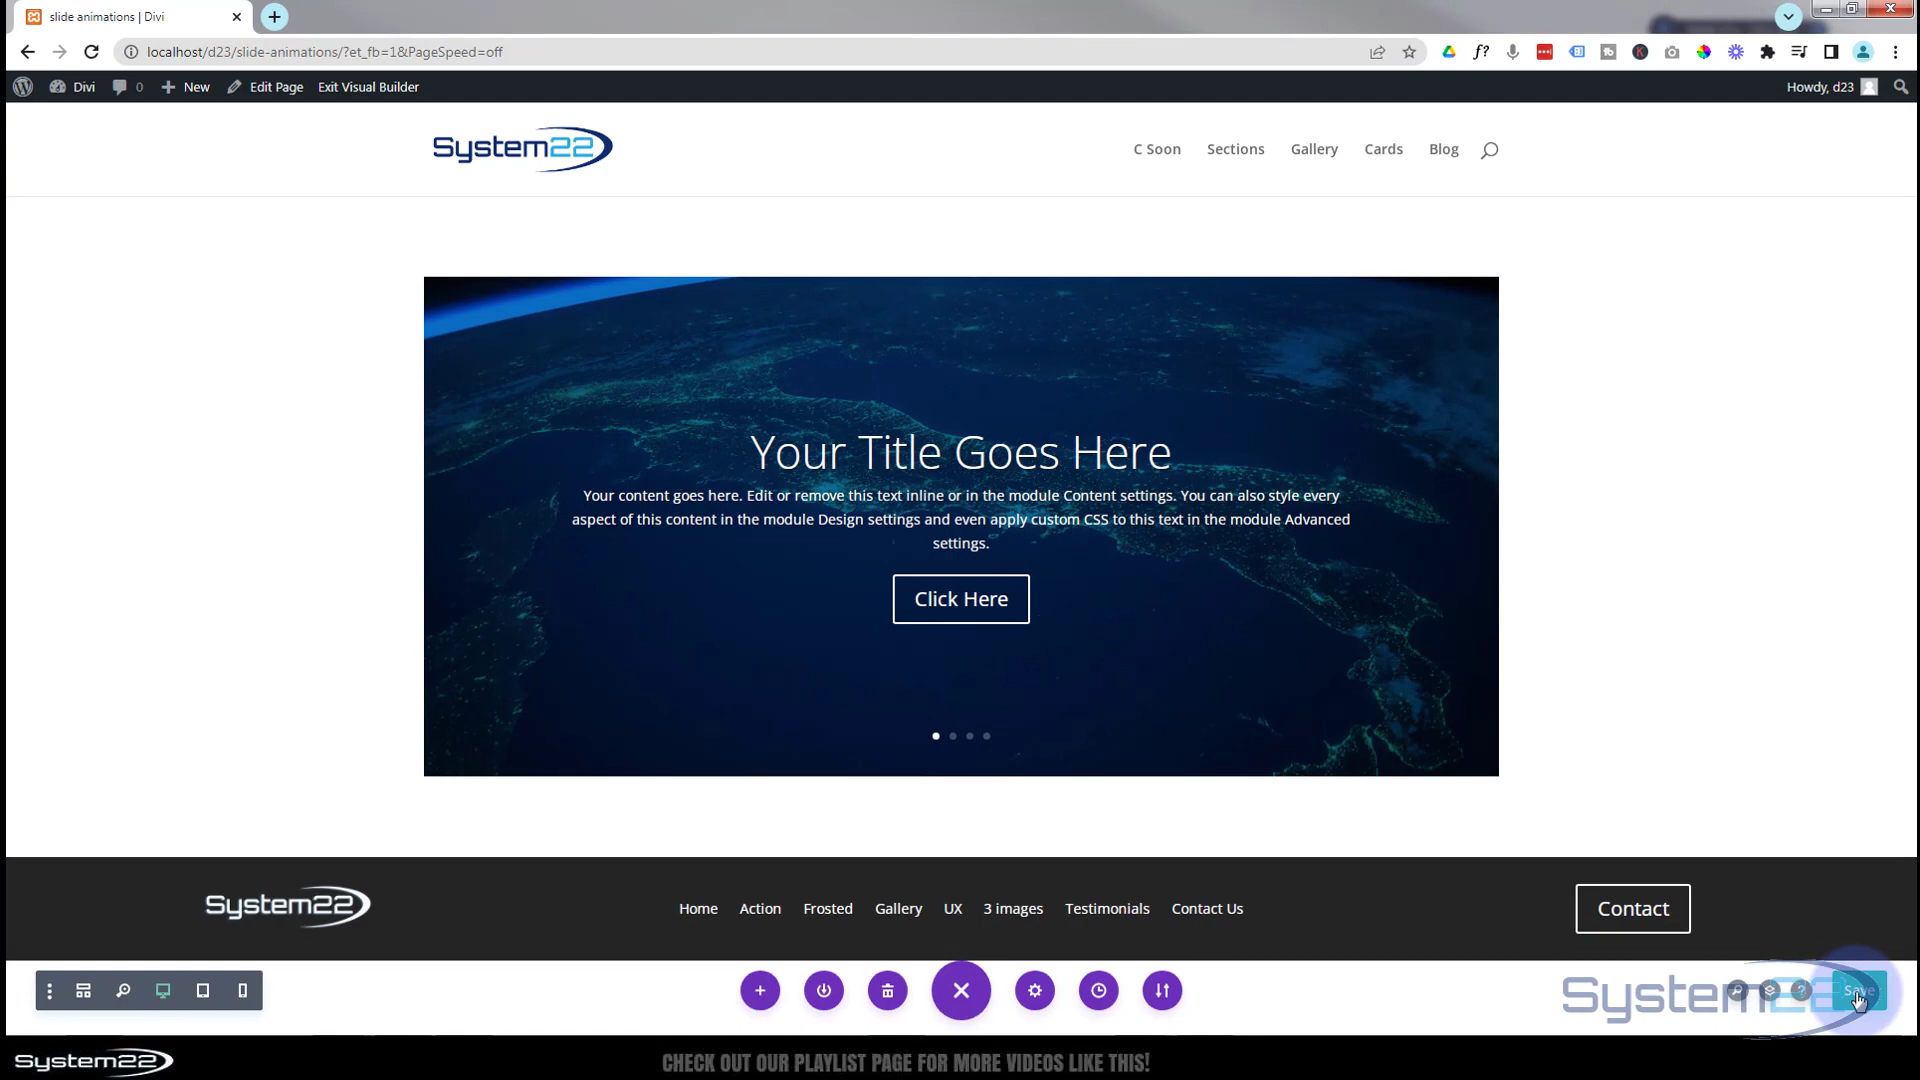 slide animations | Divi
localhost/d23/slide-animations/?et_fb=1&PageSpeed=off
Divi 0 New Edit Page Exit Visual Builder Howdy, d23
System22
C Soon Sections Gallery Cards Blog
Your Title Goes Here
Your content goes here. Edit or remove this text inline or in the module Content settings. You can also style every
aspect of this content in the module Design settings and even apply custom CSS to this text in the module Advanced
settings.
Click Here
System22
Home Action Frosted Gallery UX 3 images Testimonials Contact Us
Contact
System22
Save
System22
CHECK OUT OUR PLAYLIST PAGE FOR MORE VIDEOS LIKE THIS!